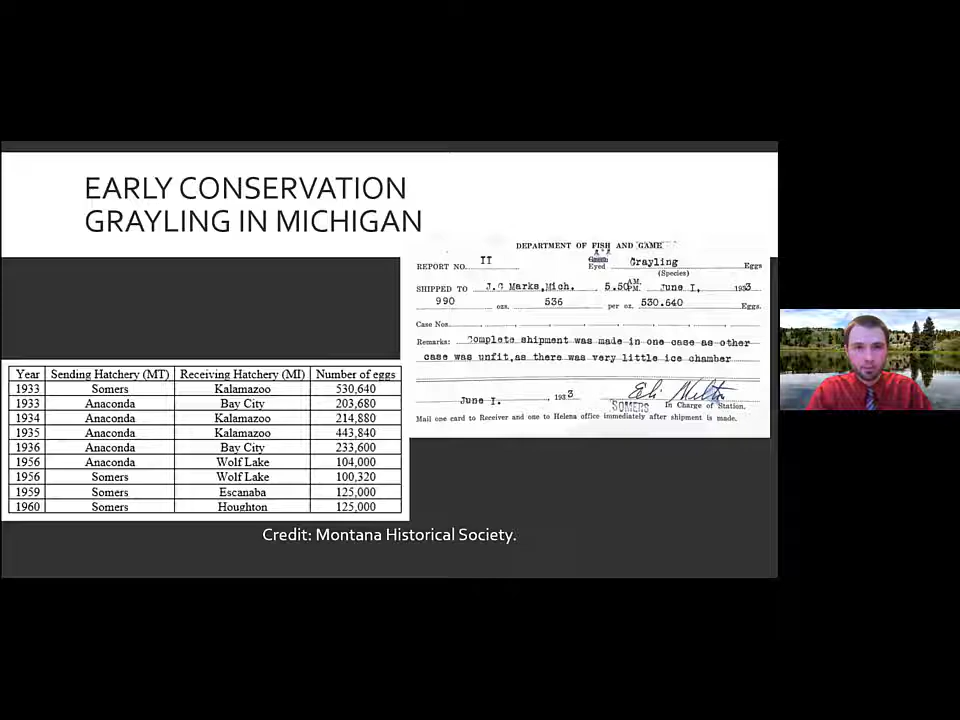 EARLY CONSERVATION
GRAYLING IN MICHIGAN
DEPARTMENT OF FISH AND GAME
REPORT NO. II Eyed Grayling Eggs
(Species)
SHIPPED TO J.C Marks,Mich. 5.50 A.M. P.M. June I, 1933
990 ozs. 536 per oz. 530.640 Eggs.
Case Nos.
Remarks: Complete shipment was made in one case as other
case was unfit,as there was very little ice chamber
June I. , 1933 Eli Melton
SOMERS In Charge of Station.
Mail one card to Receiver and one to Helena office immediately after shipment is made.
Year Sending Hatchery (MT) Receiving Hatchery (MI) Number of eggs
1933 Somers Kalamazoo 530,640
1933 Anaconda Bay City 203,680
1934 Anaconda Kalamazoo 214,880
1935 Anaconda Kalamazoo 443,840
1936 Anaconda Bay City 233,600
1956 Anaconda Wolf Lake 104,000
1956 Somers Wolf Lake 100,320
1959 Somers Escanaba 125,000
1960 Somers Houghton 125,000
Credit: Montana Historical Society.